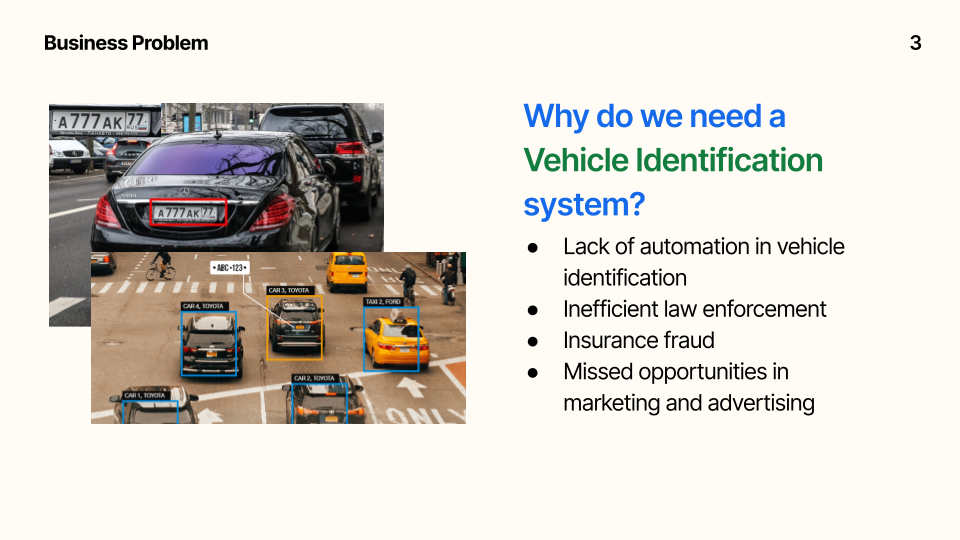 Business Problem
3
A 777 AK 77
A 777 AK 77
Why do we need a
Vehicle Identification
system?
● Lack of automation in vehicle
identification
● Inefficient law enforcement
● Insurance fraud
● Missed opportunities in
marketing and advertising
• ABC •123 •
CAR 3, TOYOTA
CAR 4, TOYOTA
TAXI 2, FORD
CAR 2, TOYOTA
CAR 1, TOYOTA
ONLY